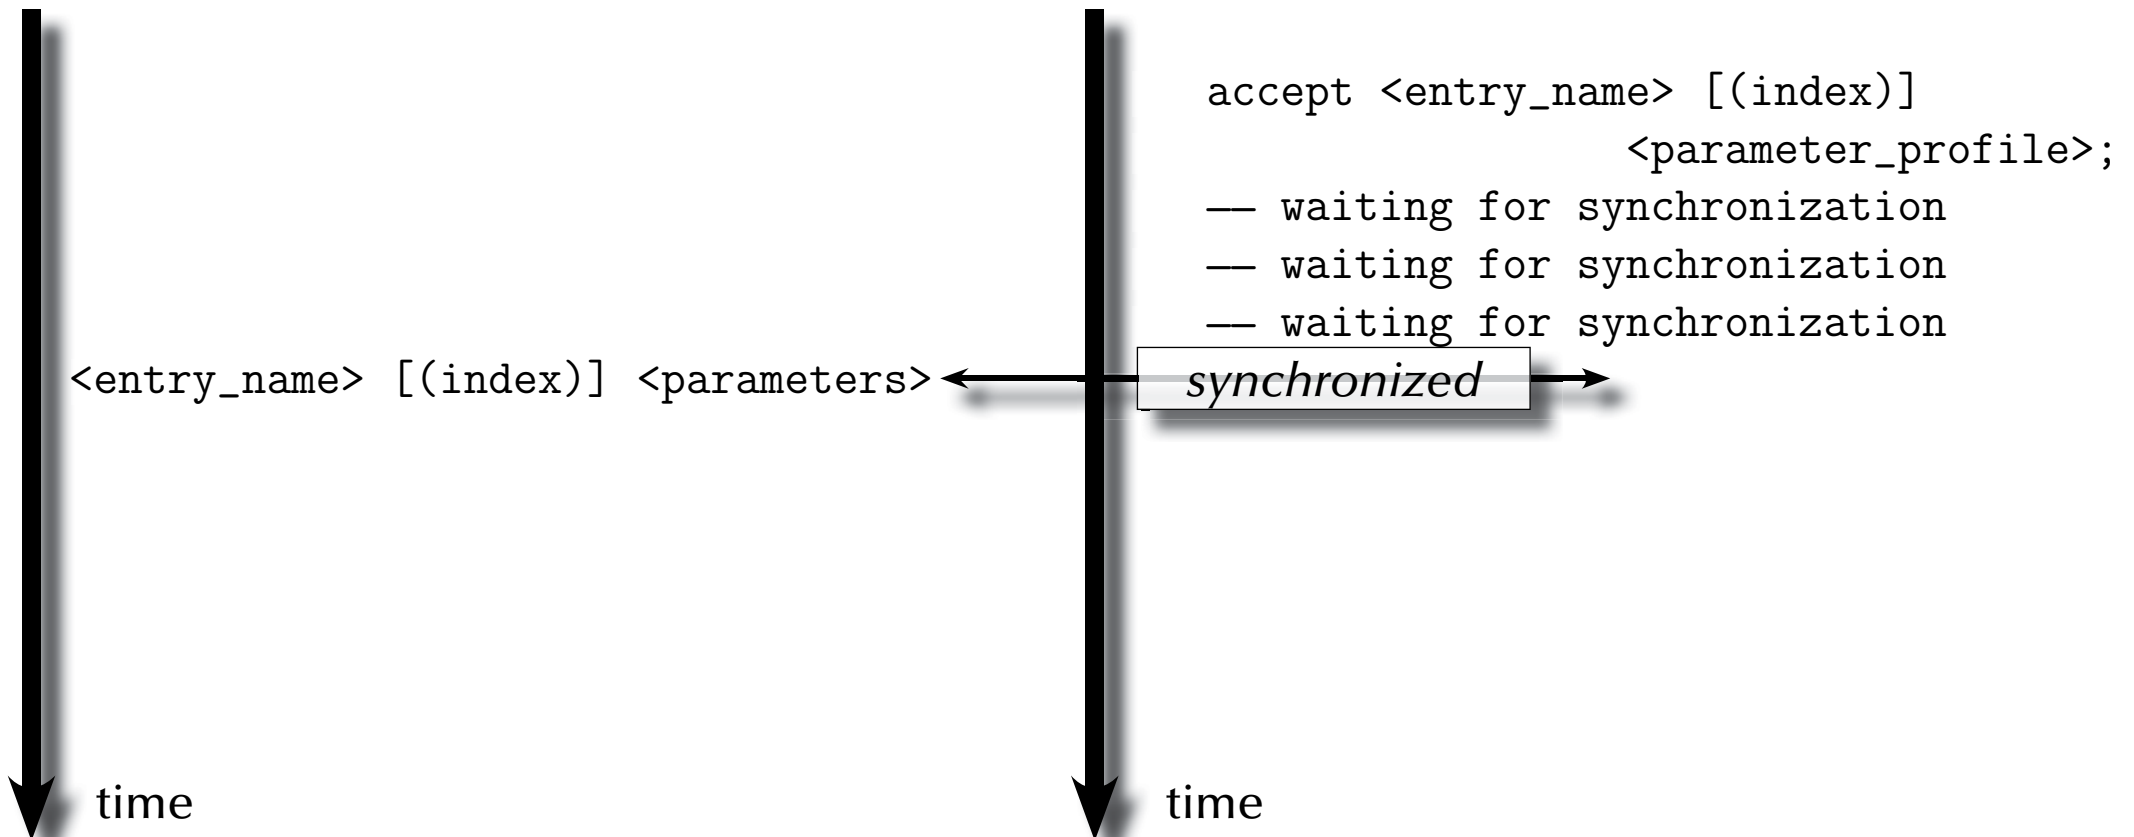 accept <entry_name> [(index)]
<parameter_profile>;
-- waiting for synchronization
-- waiting for synchronization
-- waiting for synchronization
<entry_name> [(index)] <parameters>
synchronized
time
time